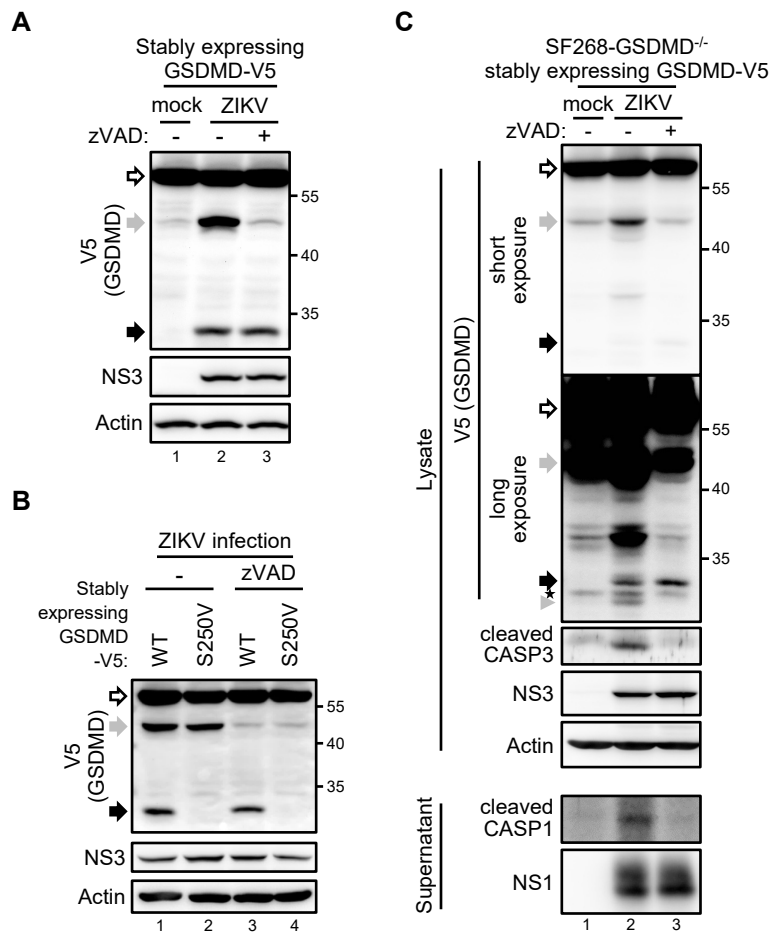 A
Stably expressing
GSDMD-V5
mock ZIKV
zVAD: - - +
V5
(GSDMD)
55
40
35
NS3
Actin
1 2 3
B
ZIKV infection
- zVAD
Stably
expressing
GSDMD
-V5:
WT S250V WT S250V
V5
(GSDMD)
55
40
35
NS3
Actin
1 2 3 4
C
SF268-GSDMD-/-
stably expressing GSDMD-V5
mock ZIKV
zVAD: - - +
Lysate
V5 (GSDMD)
short
exposure
55
40
35
long
exposure
55
40
35
cleaved
CASP3
NS3
Actin
Supernatant
cleaved
CASP1
NS1
1 2 3